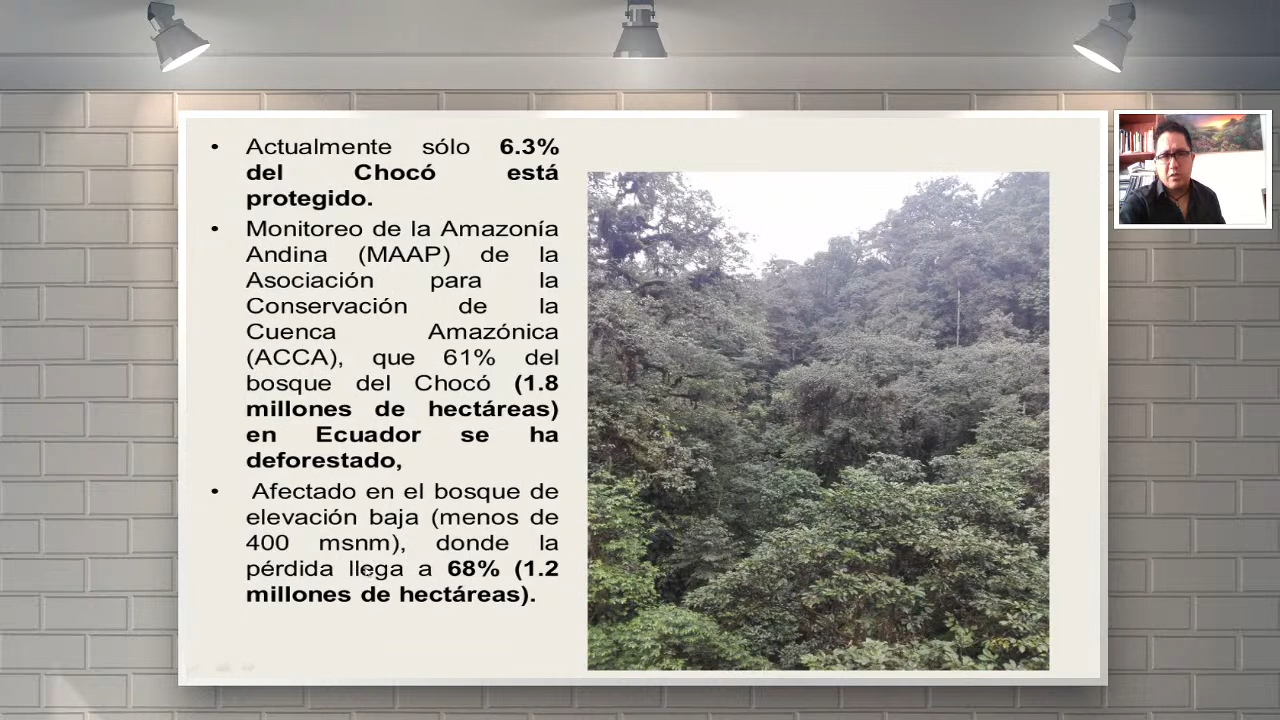 • Actualmente sólo 6.3%
del Chocó está
protegido.
• Monitoreo de la Amazonía
Andina (MAAP) de la
Asociación para la
Conservación de la
Cuenca Amazónica
(ACCA), que 61% del
bosque del Chocó (1.8
millones de hectáreas)
en Ecuador se ha
deforestado,
• Afectado en el bosque de
elevación baja (menos de
400 msnm), donde la
pérdida llega a 68% (1.2
millones de hectáreas).